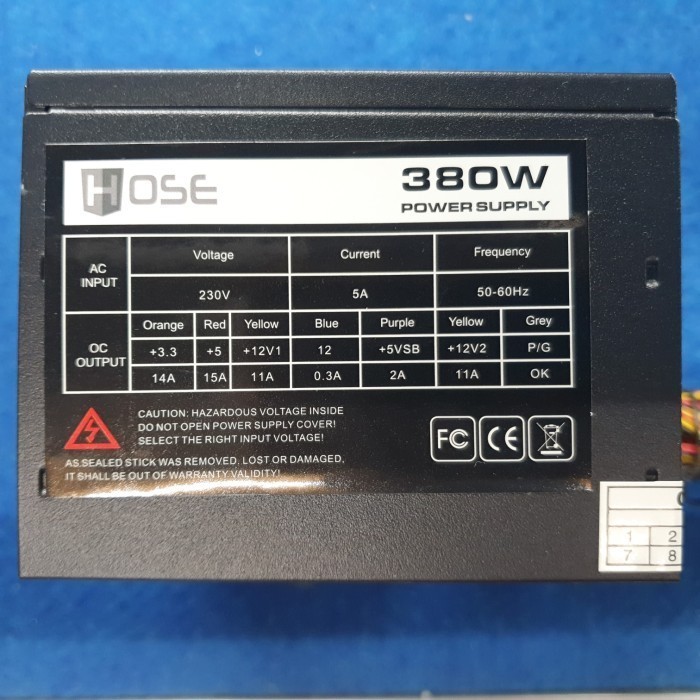 HOSE
380W
POWER SUPPLY
AC INPUT Voltage Current Frequency
230V 5A 50-60Hz
OC OUTPUT Orange Red Yellow Blue Purple Yellow Grey
+3.3 +5 +12V1 12 +5VSB +12V2 P/G
14A 15A 11A 0.3A 2A 11A OK
CAUTION: HAZARDOUS VOLTAGE INSIDE
DO NOT OPEN POWER SUPPLY COVER!
SELECT THE RIGHT INPUT VOLTAGE!
FC CE
AS.SEALED STICK WAS REMOVED. LOST OR DAMAGED,
IT SHALL BE OUT OF WARRANTY VALIDITY!
1 2
7 8